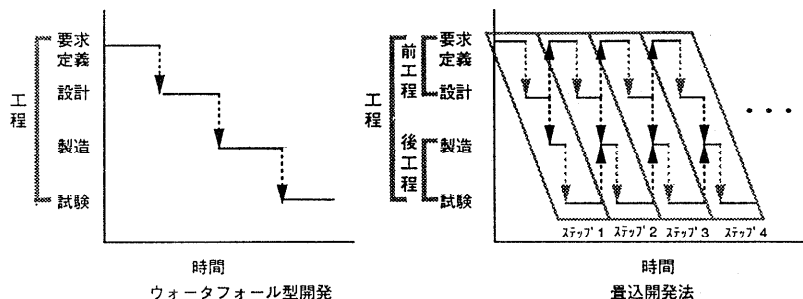 工程
要求
定義
設計
製造
試験
時間
ウォータフォール型開発
工程
前工程
後工程
要求
定義
設計
製造
試験
・・・
ステップ1
ステップ2
ステップ3
ステップ4
時間
畳込開発法